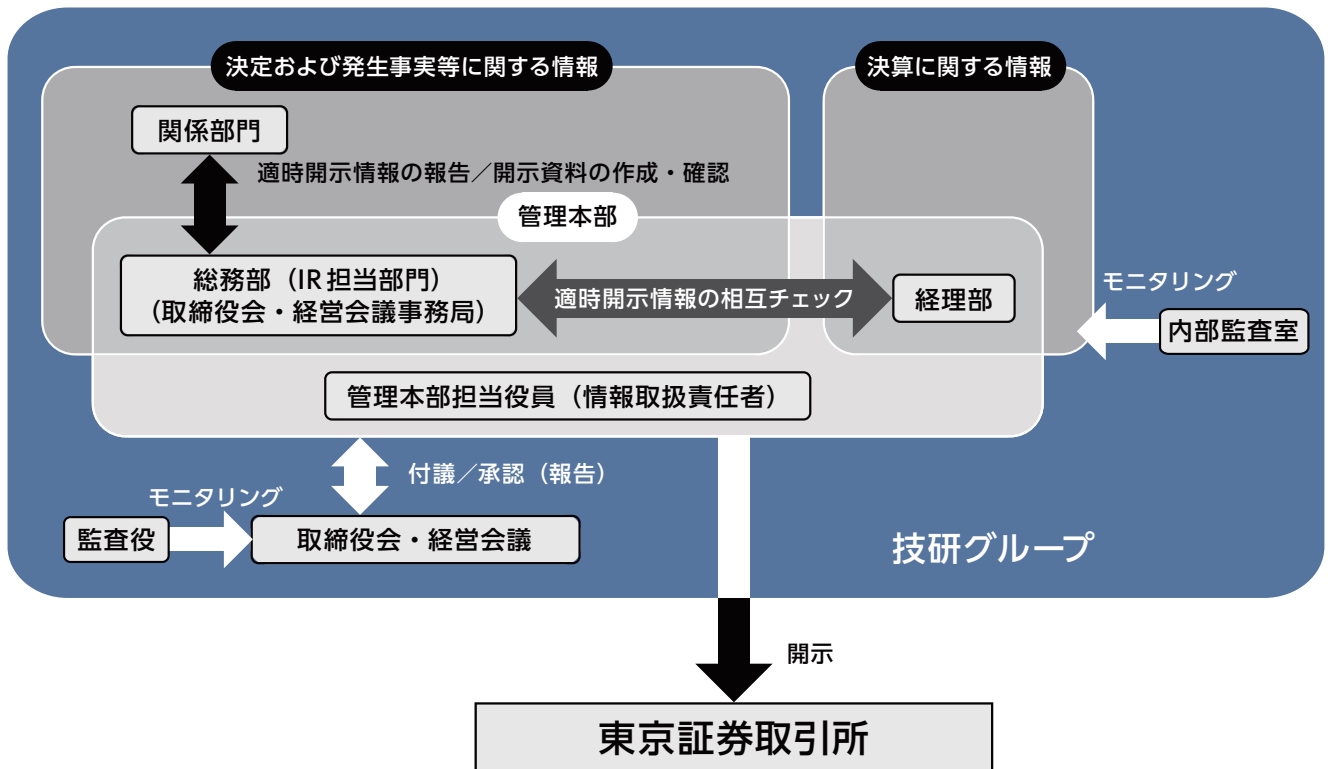 決定および発生事実等に関する情報
決算に関する情報
関係部門
適時開示情報の報告／開示資料の作成・確認
管理本部
総務部（IR担当部門）
（取締役会・経営会議事務局）
適時開示情報の相互チェック
経理部
モニタリング
内部監査室
管理本部担当役員（情報取扱責任者）
付議／承認（報告）
モニタリング
監査役
取締役会・経営会議
技研グループ
開示
東京証券取引所